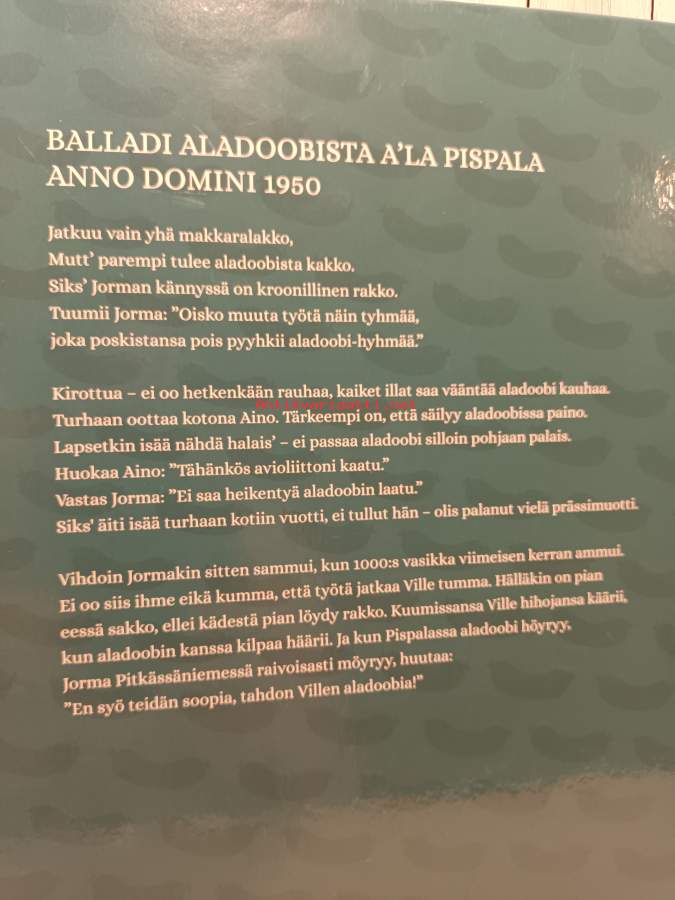 BALLADI ALADOOBISTA A’LA PISPALA
ANNO DOMINI 1950
Jatkuu vain yhä makkaralakko,
Mutt’ parempi tulee aladoobista kakko.
Siks’ Jorman kännyssä on kroonillinen rakko.
Tuumii Jorma: ”Oisko muuta työtä näin tyhmää,
joka poskistansa pois pyyhkii aladoobi-hyhmää.”
Kirottua – ei oo hetkenkään rauhaa, kaiket illat saa vääntää aladoobi kauhaa.
Antikvariaatti.net
Turhaan oottaa kotona Aino. Tärkeempi on, että säilyy aladoobissa paino.
Lapsetkin isää nähdä halais’ – ei passaa aladoobi silloin pohjaan palais.
Huokaa Aino: ”Tähänkös avioliittoni kaatu.”
Vastas Jorma: ”Ei saa heikentyä aladoobin laatu.”
Siks’ äiti isää turhaan kotiin vuotti, ei tullut hän – olis palanut vielä prässimuotti.
Vihdoin Jormakin sitten sammui, kun 1000:s vasikka viimeisen kerran ammui.
Ei oo siis ihme eikä kumma, että työtä jatkaa Ville tumma. Hälläkin on pian
eessä sakko, ellei kädestä pian löydy rakko. Kuumissansa Ville hihojansa käärii,
kun aladoobin kanssa kilpaa häärii. Ja kun Pispalassa aladoobi höyryy,
Jorma Pitkässäniemessä raivoisasti möyryy, huutaa:
”En syö teidän soopia, tahdon Villen aladoobia!”